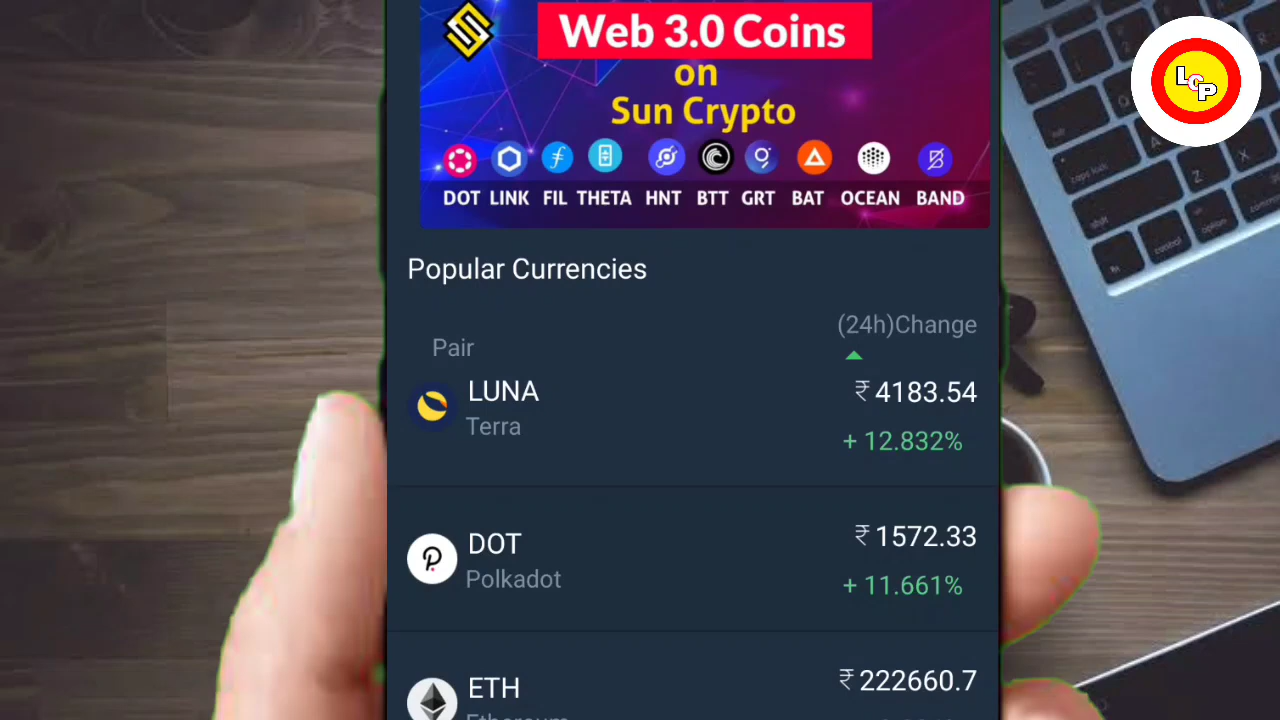 Web 3.0 Coins
on
Sun Crypto
DOT LINK FIL THETA HNT BTT GRT BAT OCEAN BAND
LCP
Popular Currencies
(24h)Change
Pair
LUNA ₹ 4183.54
Terra + 12.832%
DOT ₹ 1572.33
Polkadot + 11.661%
ETH ₹ 222660.7